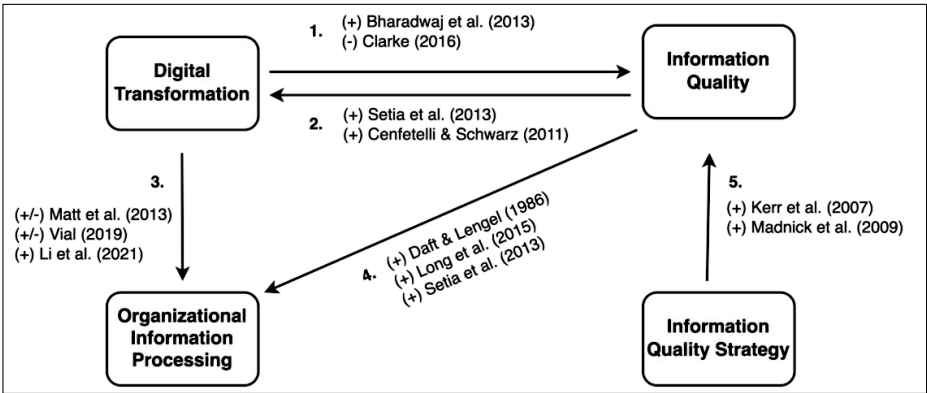 1.
(+) Bharadwaj et al. (2013)
(-) Clarke (2016)
Digital
Transformation
Information
Quality
2.
(+) Setia et al. (2013)
(+) Cenfetelli & Schwarz (2011)
3.
(+/-) Matt et al. (2013)
(+/-) Vial (2019)
(+) Li et al. (2021)
4.
(+) Daft & Lengel (1986)
(+) Long et al. (2015)
(+) Setia et al. (2013)
5.
(+) Kerr et al. (2007)
(+) Madnick et al. (2009)
Organizational
Information
Processing
Information
Quality Strategy